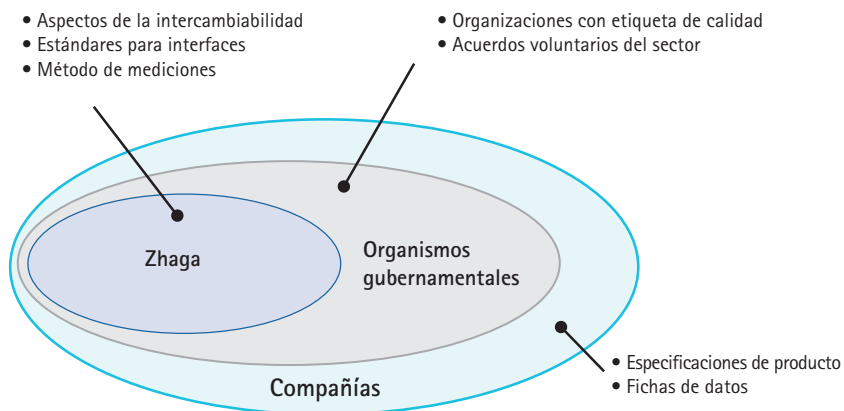 • Aspectos de la intercambiabilidad
• Estándares para interfaces
• Método de mediciones
• Organizaciones con etiqueta de calidad
• Acuerdos voluntarios del sector
Zhaga
Organismos
gubernamentales
Compañías
• Especificaciones de producto
• Fichas de datos